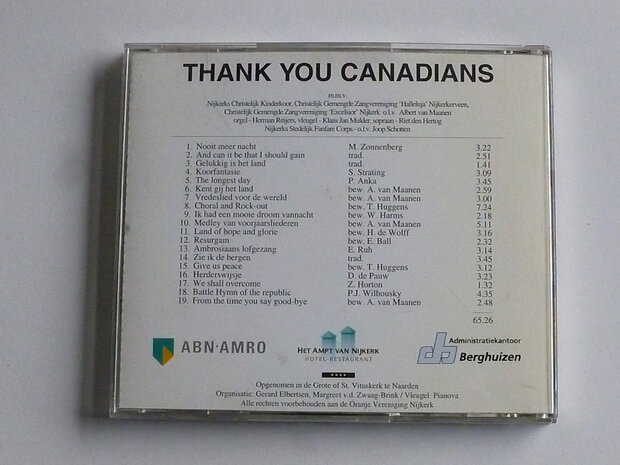 THANK YOU CANADIANS
m.m.v.
Nijkerks Christelijk Kinderkoor, Christelijk Gemengde Zangvereniging 'Halleluja' Nijkerkerveen,
Christelijk Gemengde Zangvereniging 'Excelsior' Nijkerk o.l.v. Albert van Maanen
orgel - Herman Reijers, vleugel - Klaas Jan Mulder, sopraan - Riet den Hertog
Nijkerks Stedelijk Fanfare Corps - o.l.v. Joop Schotten
1. Nooit meer nacht M. Zonnenberg 3.22
2. And can it be that I should gain trad. 2.51
3. Gelukkig is het land trad. 1.41
4. Koorfantasie S. Strating 3.09
5. The longest day P. Anka 3.45
6. Kent gij het land bew. A. van Maanen 2.59
7. Vredeslied voor de wereld bew. A. van Maanen 3.00
8. Choral and Rock-out bew. T. Huggens 7.24
9. Ik had een mooie droom vannacht bew. W. Harms 2.18
10. Medley van voorjaarsliederen bew. A. van Maanen 5.11
11. Land of hope and glorie bew. H. de Wolff 3.16
12. Resurgam bew. E. Ball 2.32
13. Ambrosiaans lofgezang E. Ruh 3.14
14. Zie ik de bergen trad. 3.45
15. Give us peace bew. T. Huggens 3.12
16. Herderswijsje D. de Pauw 3.23
17. We shall overcome Z. Horton 1.32
18. Battle Hymn of the republic P.J. Wilhousky 4.35
19. From the time you say good-bye bew. A. van Maanen 2.48
65.26
ABN·AMRO
HET AMPT VAN NIJKERK
HOTEL-RESTAURANT
Administratiekantoor
Berghuizen
Opgenomen in de Grote of St. Vituskerk te Naarden
Organisatie: Gerard Elbertsen, Margreet v.d. Zwaag-Brink / Vleugel: Pianova
Alle rechten voorbehouden aan de Oranje Vereniging Nijkerk